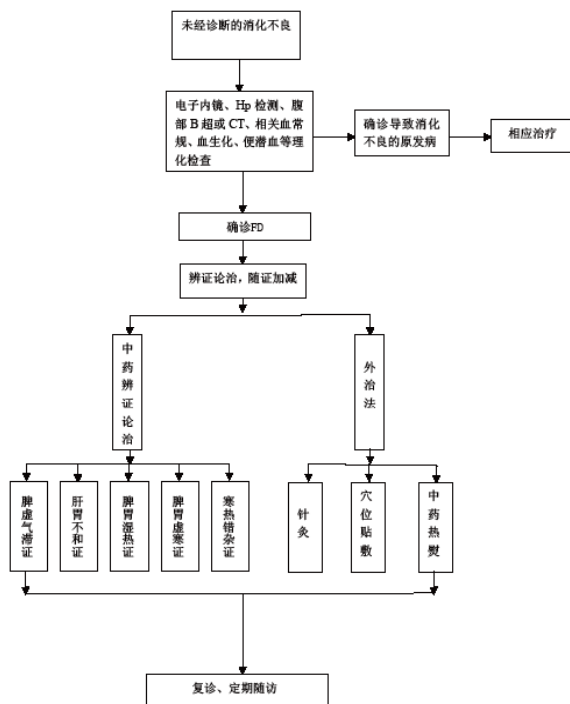 未经诊断的消化不良
电子内镜、Hp 检测、腹
部 B 超或 CT、相关血常
规、血生化、便潜血等理
化检查
确诊导致消化
不良的原发病
相应治疗
确诊FD
辨证论治，随证加减
中药辨证论治
外治法
脾虚气滞证
肝胃不和证
脾胃湿热证
脾胃虚寒证
寒热错杂证
针灸
穴位贴敷
中药热熨
复诊、定期随访